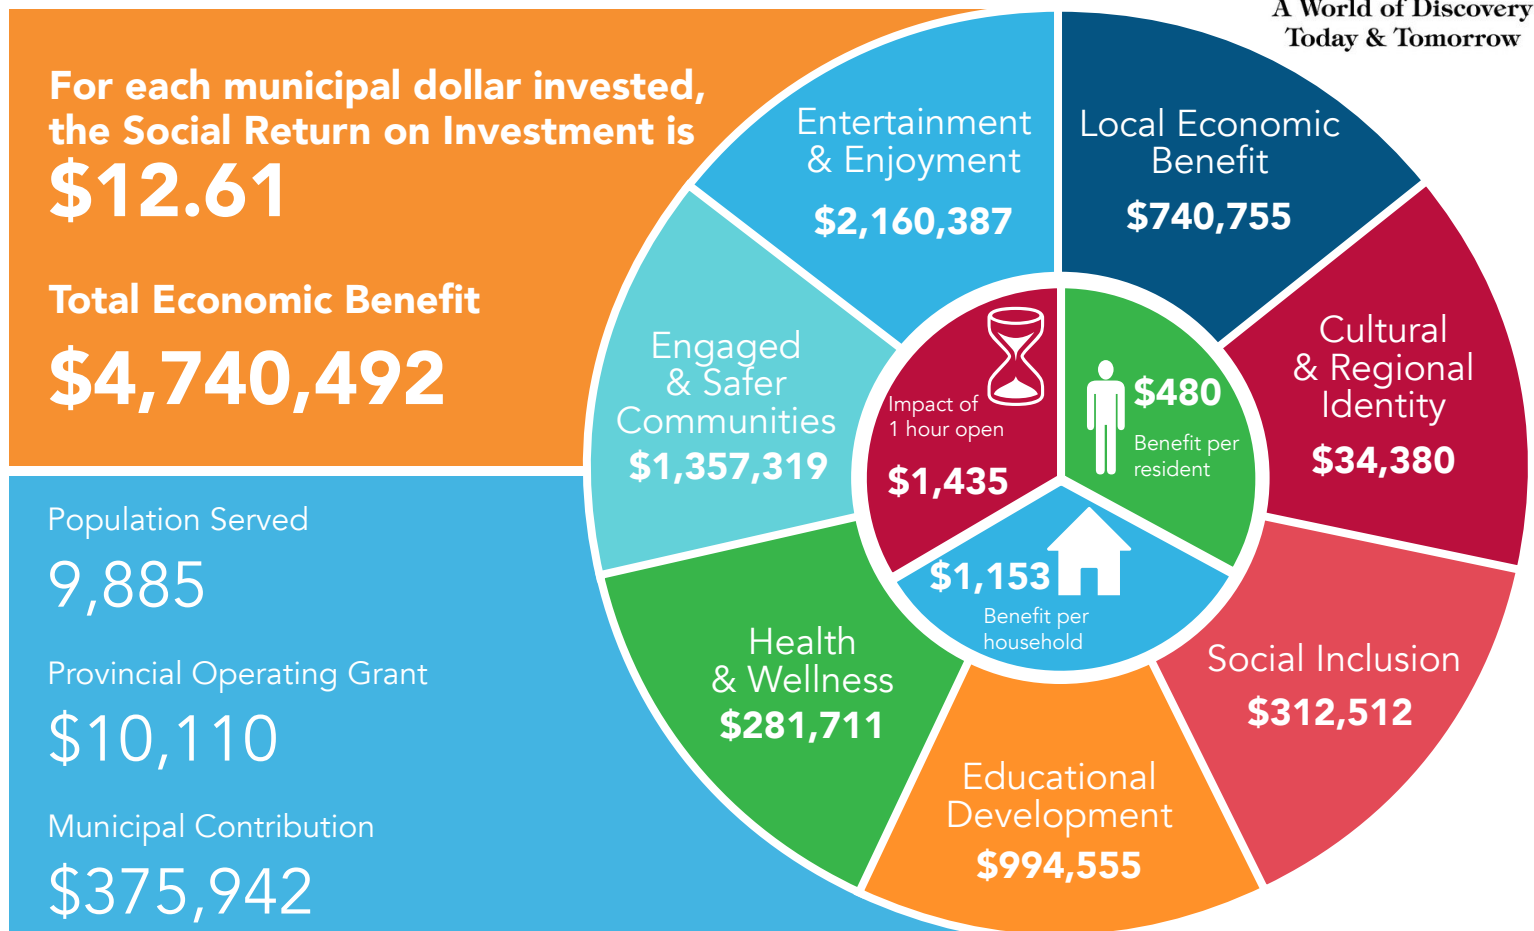 A World of Discovery
Today & Tomorrow
For each municipal dollar invested,
the Social Return on Investment is
$12.61
Total Economic Benefit
$4,740,492
Population Served
9,885
Provincial Operating Grant
$10,110
Municipal Contribution
$375,942
Entertainment
& Enjoyment
$2,160,387
Local Economic
Benefit
$740,755
Cultural
& Regional
Identity
$34,380
Social Inclusion
$312,512
Educational
Development
$994,555
Health
& Wellness
$281,711
Engaged
& Safer
Communities
$1,357,319
Impact of
1 hour open
$1,435
$480
Benefit per
resident
$1,153
Benefit per
household